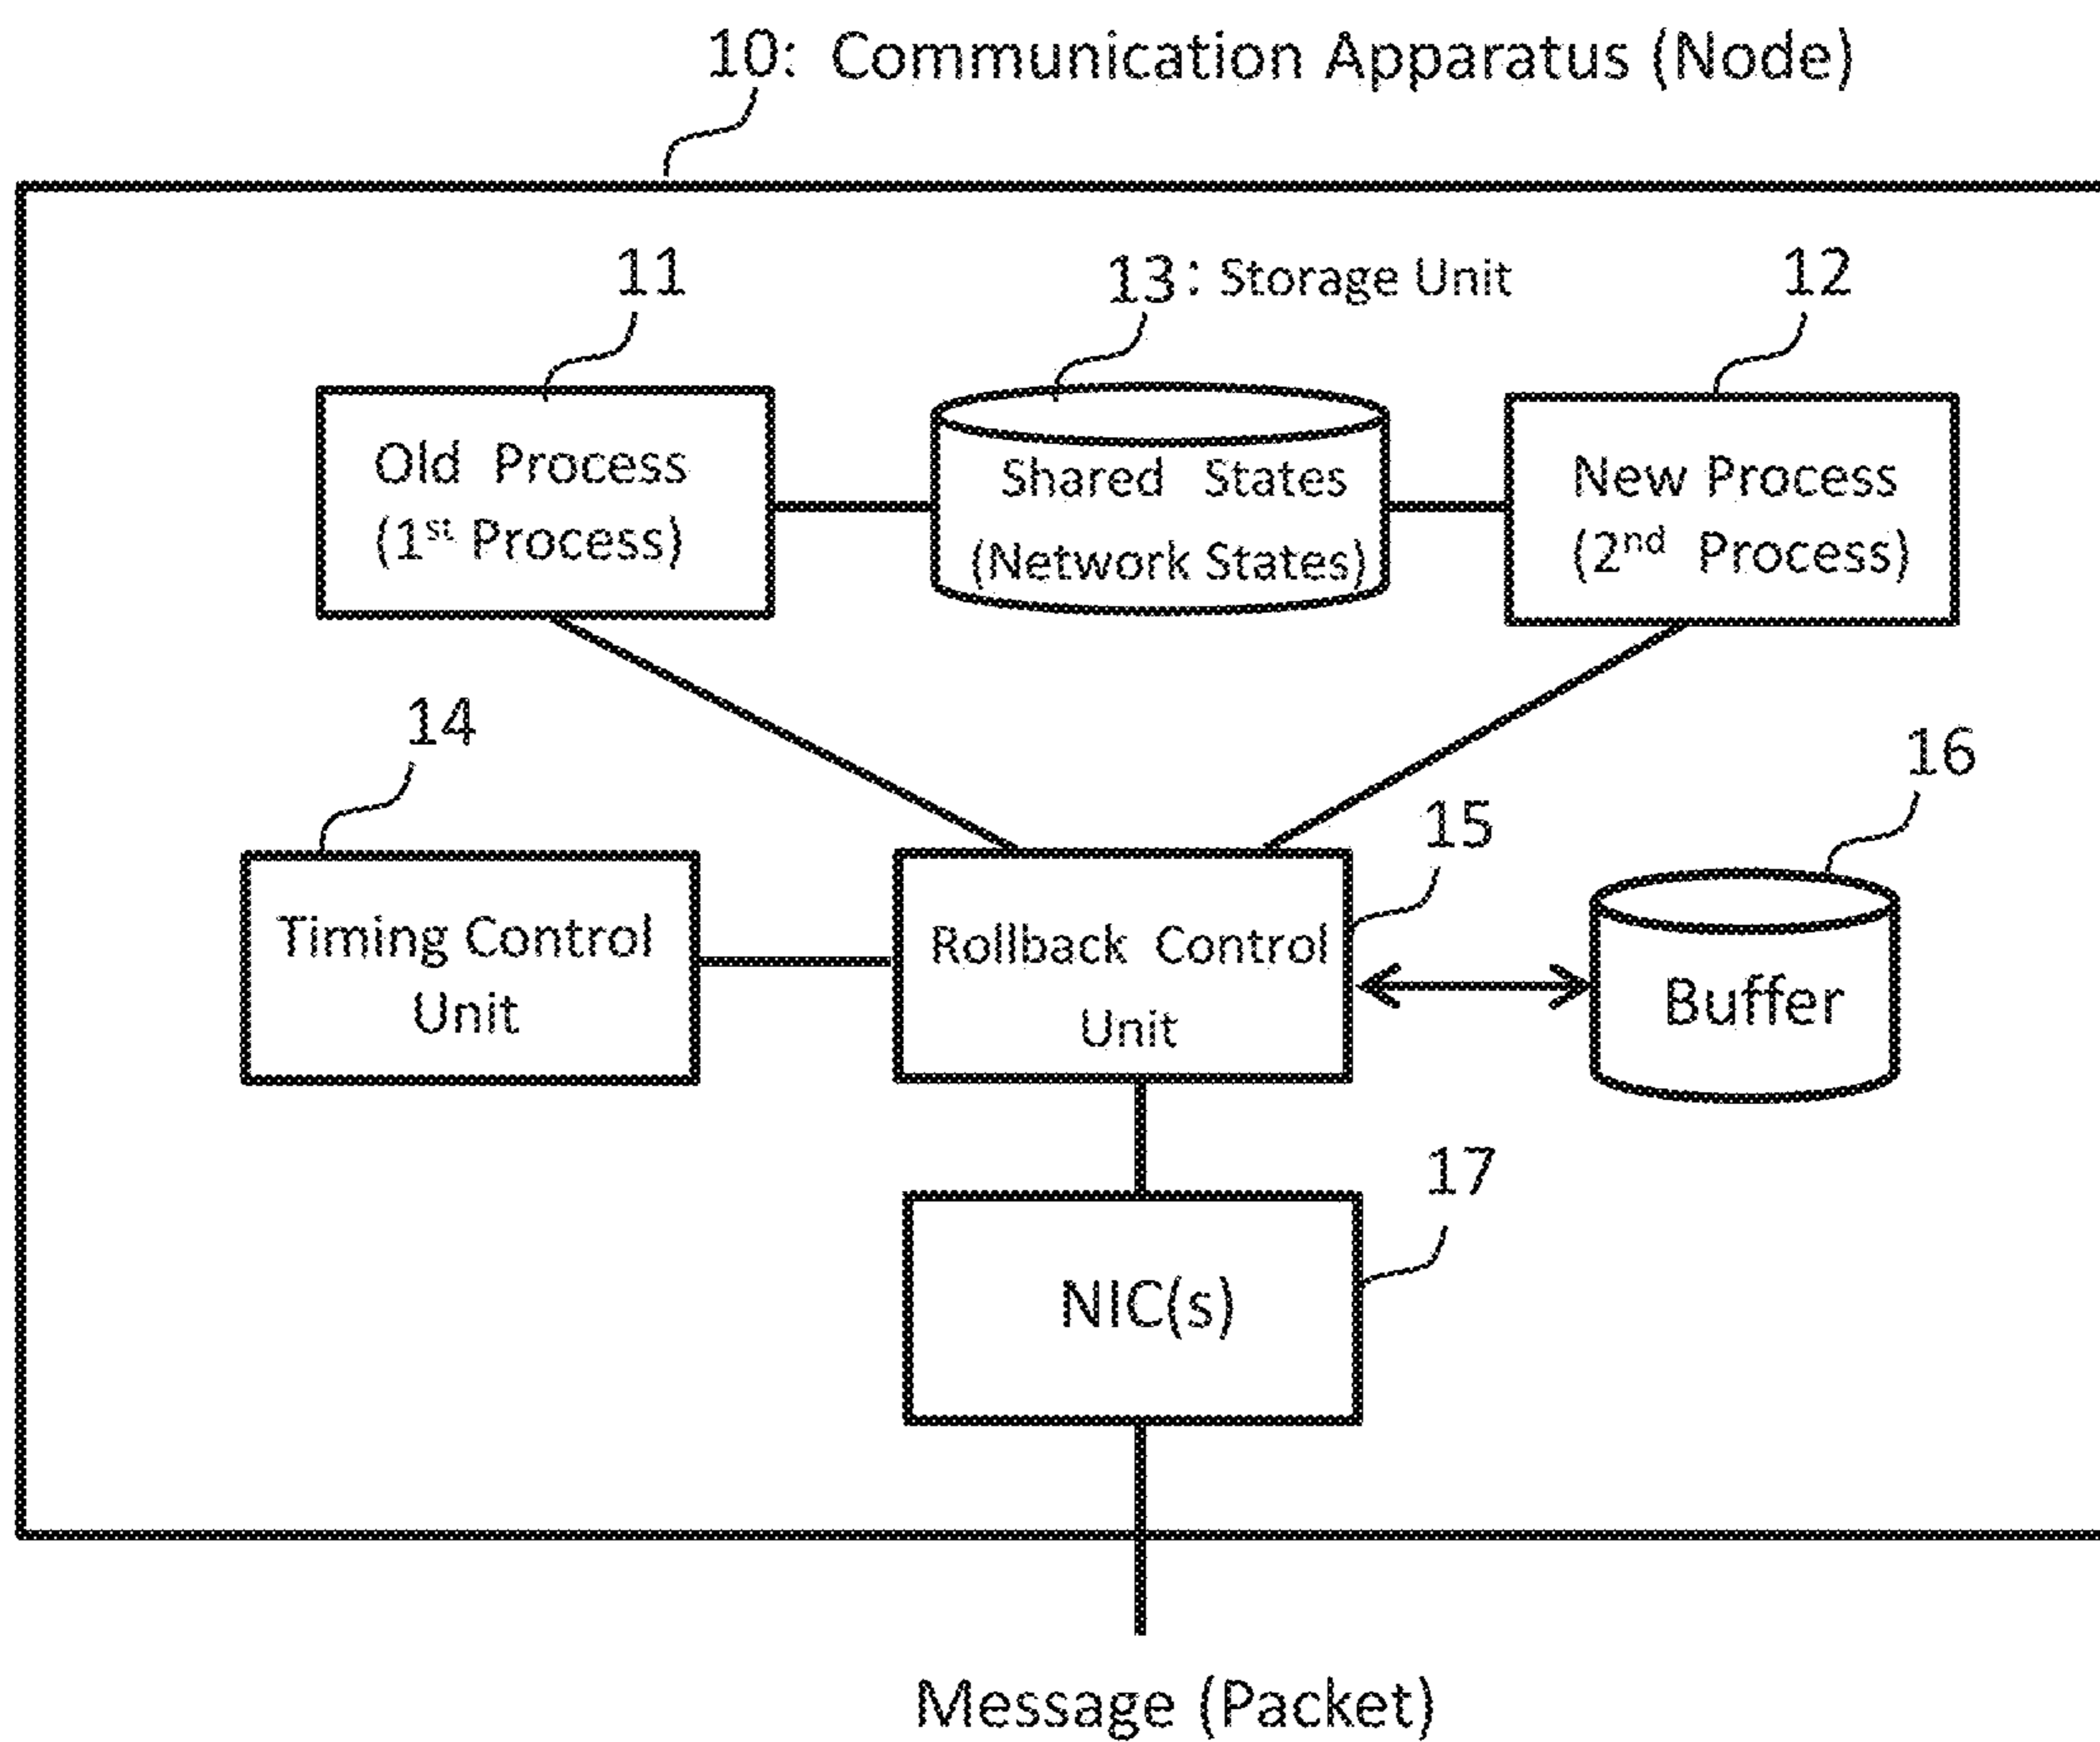 10: Communication Apparatus (Node)
11
13: Storage Unit
12
Old Process
(1st Process)
Shared States
(Network States)
New Process
(2nd Process)
14
15
16
Timing Control
Unit
Rollback Control
Unit
Buffer
17
NIC(s)
Message (Packet)